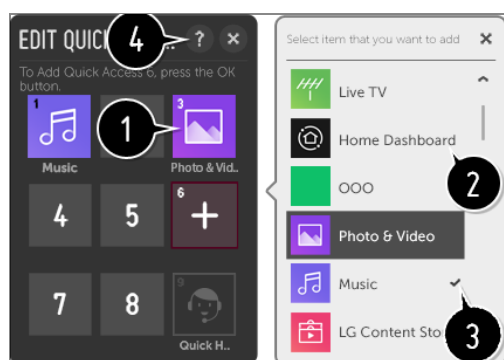 EDIT QUIC
4
..
?
To Add Quick Access 6, press the OK
button.
1
3
1
Music
Photo & Vid..
4
5
6
7
8
9
Quick H..
Select item that you want to add
Live TV
Home Dashboard
2
OOO
Photo & Video
Music
3
LG Content Sto